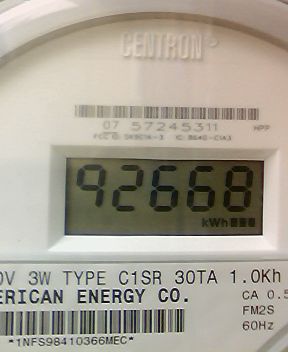 CENTRON
07 57245311 HPP
92668
kWh
0V 3W TYPE C1SR 30TA 1.0Kh
ERICAN ENERGY CO. CA 0.5
FM2S
*1NFS98410366MEC* 60Hz